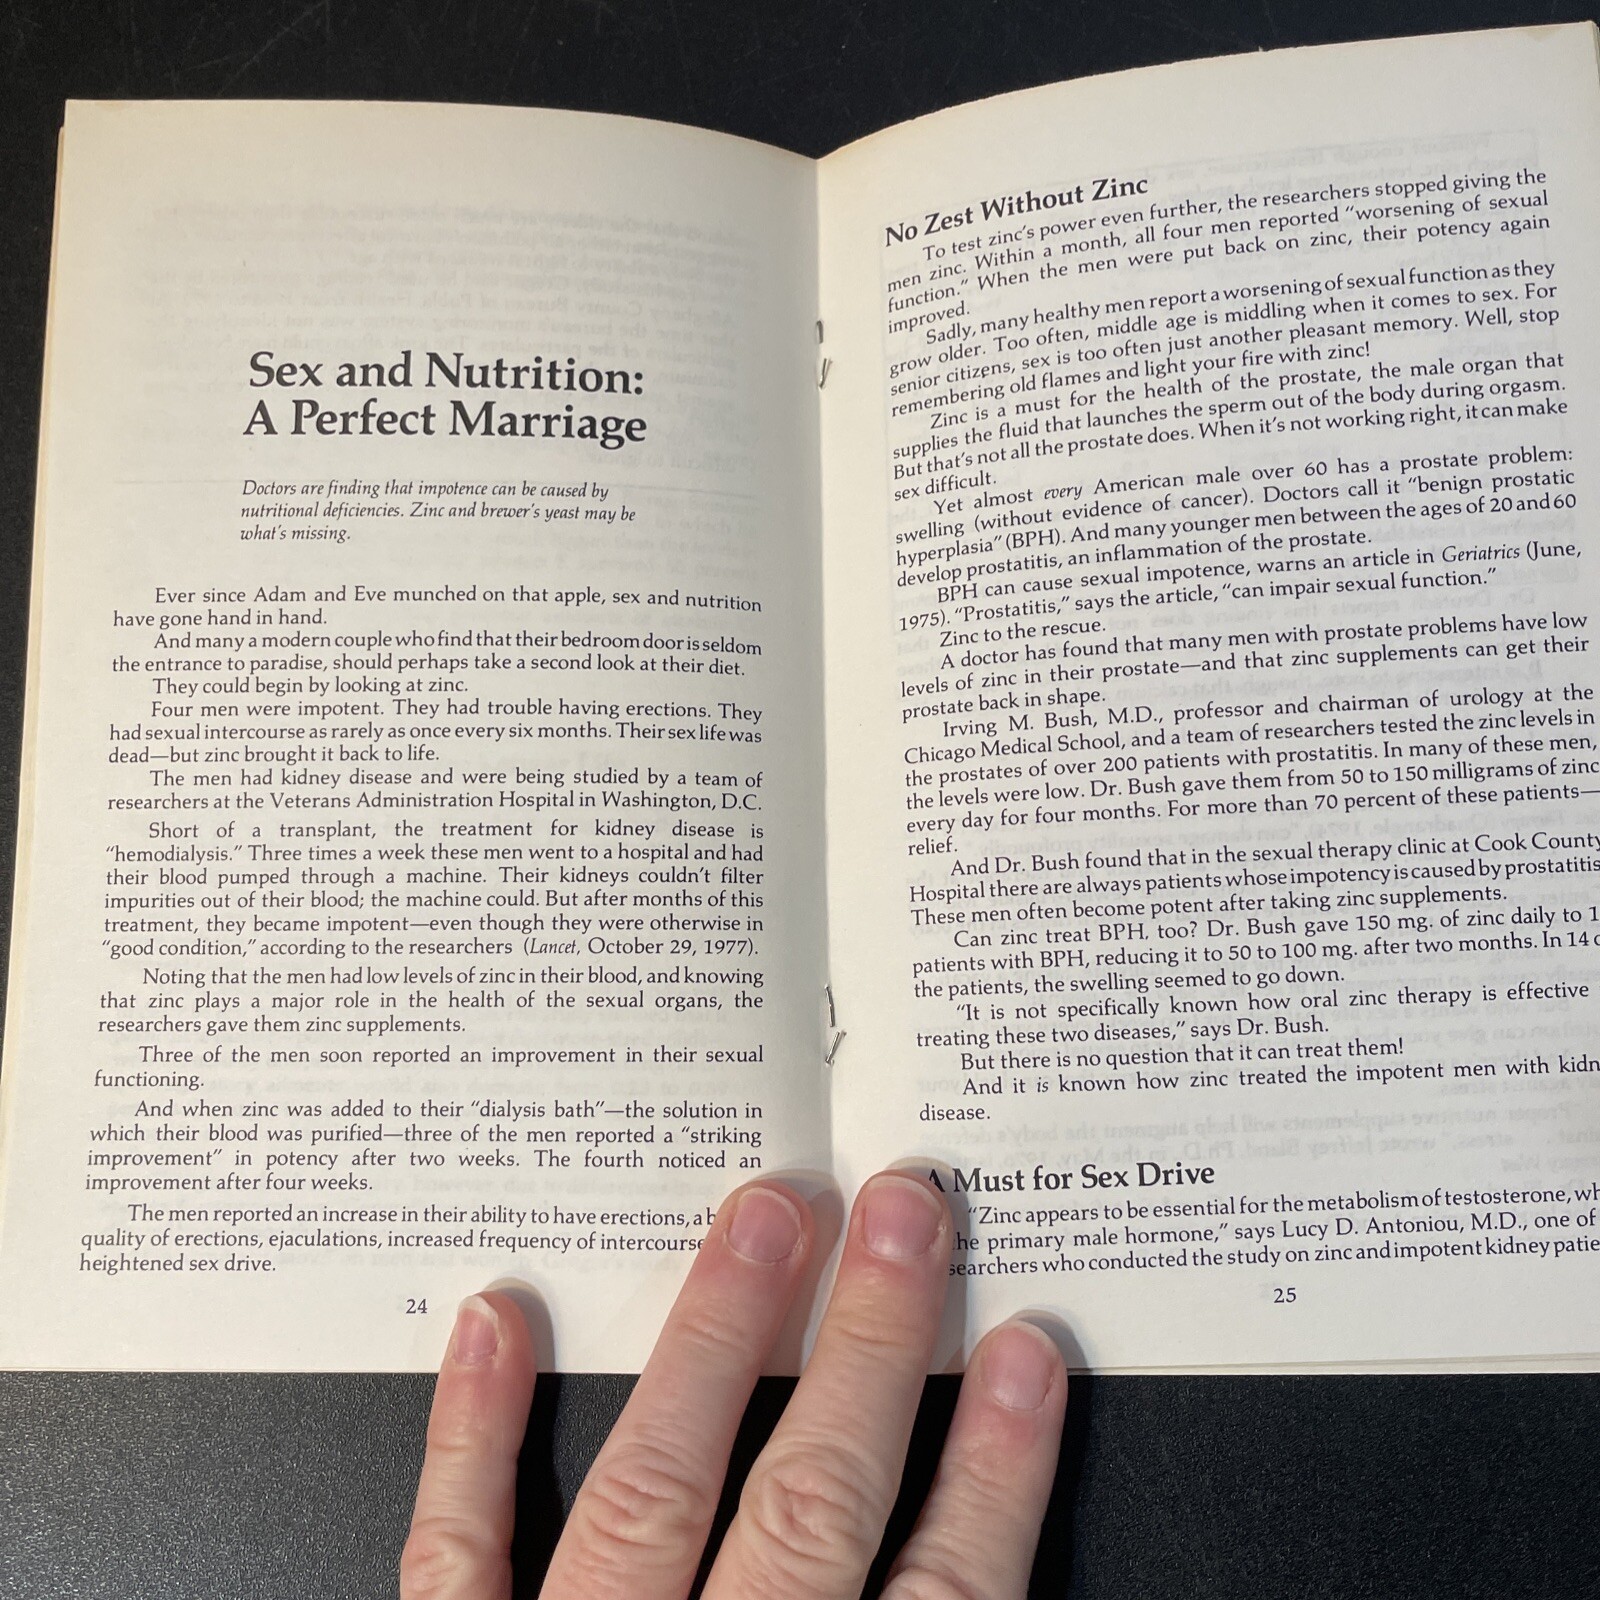 Sex and Nutrition:
A Perfect Marriage
Doctors are finding that impotence can be caused by
nutritional deficiencies. Zinc and brewer's yeast may be
what's missing.
Ever since Adam and Eve munched on that apple, sex and nutrition
have gone hand in hand.
And many a modern couple who find that their bedroom door is seldom
the entrance to paradise, should perhaps take a second look at their diet.
They could begin by looking at zinc.
Four men were impotent. They had trouble having erections. They
had sexual intercourse as rarely as once every six months. Their sex life was
dead—but zinc brought it back to life.
The men had kidney disease and were being studied by a team of
researchers at the Veterans Administration Hospital in Washington, D.C.
Short of a transplant, the treatment for kidney disease is
"hemodialysis." Three times a week these men went to a hospital and had
their blood pumped through a machine. Their kidneys couldn't filter
impurities out of their blood; the machine could. But after months of this
treatment, they became impotent—even though they were otherwise in
"good condition," according to the researchers (Lancet, October 29, 1977).
Noting that the men had low levels of zinc in their blood, and knowing
that zinc plays a major role in the health of the sexual organs, the
researchers gave them zinc supplements.
Three of the men soon reported an improvement in their sexual
functioning.
And when zinc was added to their "dialysis bath"—the solution in
which their blood was purified—three of the men reported a "striking
improvement" in potency after two weeks. The fourth noticed an
improvement after four weeks.
The men reported an increase in their ability to have erections, a
quality of erections, ejaculations, increased frequency of intercourse
heightened sex drive.
24
No Zest Without Zinc
To test zinc's power even further, the researchers stopped giving the
men zinc. Within a month, all four men reported "worsening of sexual
function." When the men were put back on zinc, their potency again
improved.
Sadly, many healthy men report a worsening of sexual function as they
grow older. Too often, middle age is middling when it comes to sex. For
senior citizens, sex is too often just another pleasant memory. Well, stop
remembering old flames and light your fire with zinc!
Zinc is a must for the health of the prostate, the male organ that
supplies the fluid that launches the sperm out of the body during orgasm.
But that's not all the prostate does. When it's not working right, it can make
sex difficult.
Yet almost every American male over 60 has a prostate problem:
swelling (without evidence of cancer). Doctors call it "benign prostatic
hyperplasia" (BPH). And many younger men between the ages of 20 and 60
develop prostatitis, an inflammation of the prostate.
BPH can cause sexual impotence, warns an article in Geriatrics (June,
1975). "Prostatitis," says the article, "can impair sexual function."
Zinc to the rescue.
A doctor has found that many men with prostate problems have low
levels of zinc in their prostate—and that zinc supplements can get their
prostate back in shape.
Irving M. Bush, M.D., professor and chairman of urology at the
Chicago Medical School, and a team of researchers tested the zinc levels in
the prostates of over 200 patients with prostatitis. In many of these men,
the levels were low. Dr. Bush gave them from 50 to 150 milligrams of zinc
every day for four months. For more than 70 percent of these patients—
relief.
And Dr. Bush found that in the sexual therapy clinic at Cook County
Hospital there are always patients whose impotency is caused by prostatitis
These men often become potent after taking zinc supplements.
Can zinc treat BPH, too? Dr. Bush gave 150 mg. of zinc daily to
patients with BPH, reducing it to 50 to 100 mg. after two months. In 14
the patients, the swelling seemed to go down.
"It is not specifically known how oral zinc therapy is effective
treating these two diseases," says Dr. Bush.
But there is no question that it can treat them!
And it is known how zinc treated the impotent men with
disease.
A Must for Sex Drive
"Zinc appears to be essential for the metabolism of testosterone,
the primary male hormone," says Lucy D. Antoniou, M.D., one of
who conducted the study on zinc and impotent kidney
25